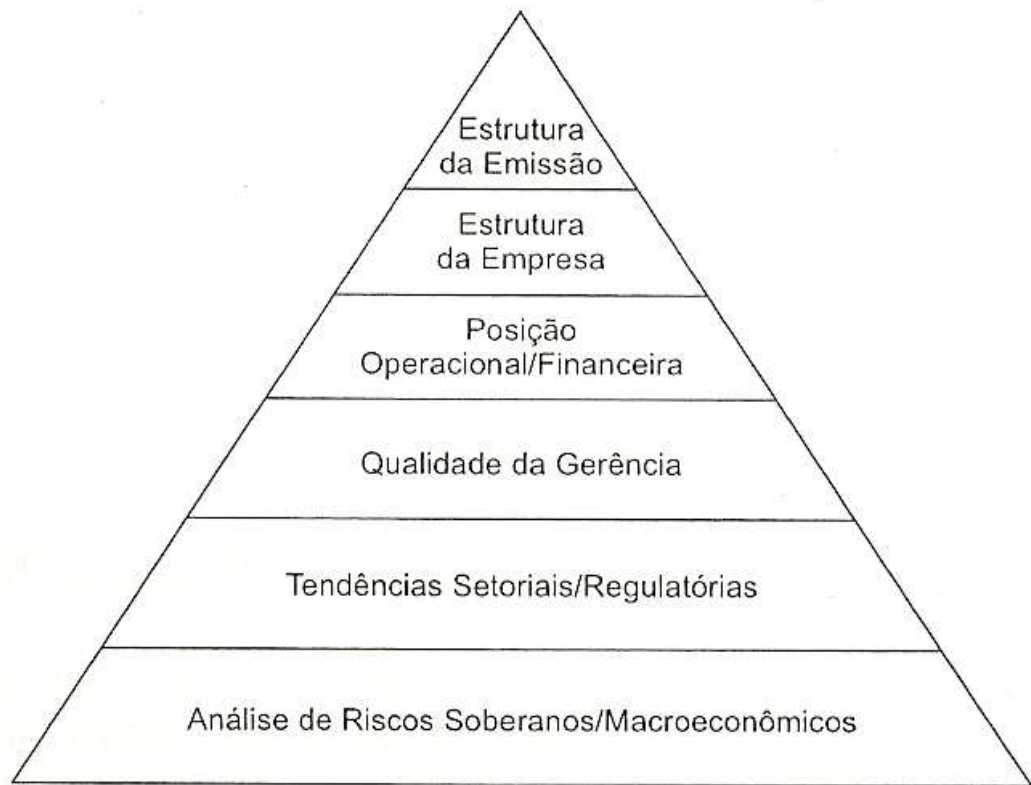 Estrutura
da Emissão
Estrutura
da Empresa
Posição
Operacional/Financeira
Qualidade da Gerência
Tendências Setoriais/Regulatórias
Análise de Riscos Soberanos/Macroeconômicos